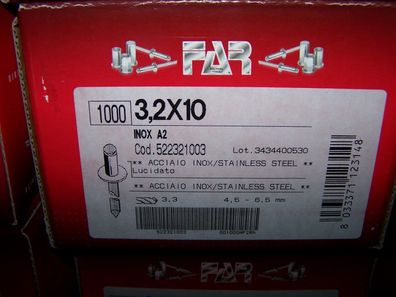 FAR
1000 3,2X10
INOX A2
Cod.522321003 Lot.3434400530
** ACCIAIO INOX/STAINLESS STEEL **
Lucidato
** ACCIAIO INOX/STAINLESS STEEL **
3.3 4,5 - 6,5 mm
522321003
8 033371 123148
FAR